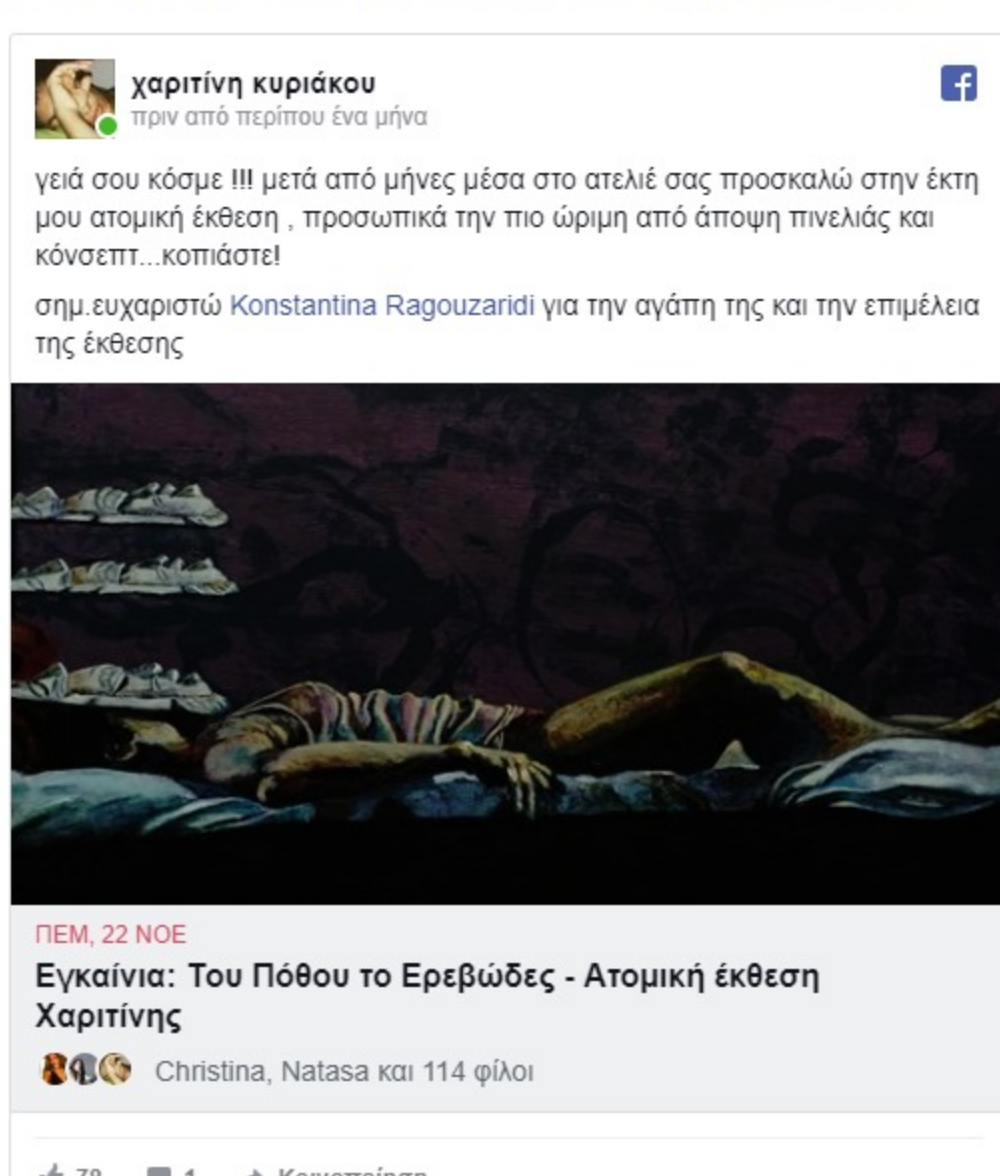 χαριτίνη κυριάκου
πριν από περίπου ένα μήνα
γειά σου κόσμε !!! μετά από μήνες μέσα στο ατελιέ σας προσκαλώ στην έκτη
μου ατομική έκθεση , προσωπικά την πιο ώριμη από άποψη πινελιάς και
κόνσεπτ...κοπιάστε!
σημ.ευχαριστώ Konstantina Ragouzaridi για την αγάπη της και την επιμέλεια
της έκθεσης
ΠΕΜ, 22 ΝΟΕ
Εγκαίνια: Του Πόθου το Ερεβώδες - Ατομική έκθεση
Χαριτίνης
Christina, Natasa και 114 φίλοι
78 1 Κοινοποίηση